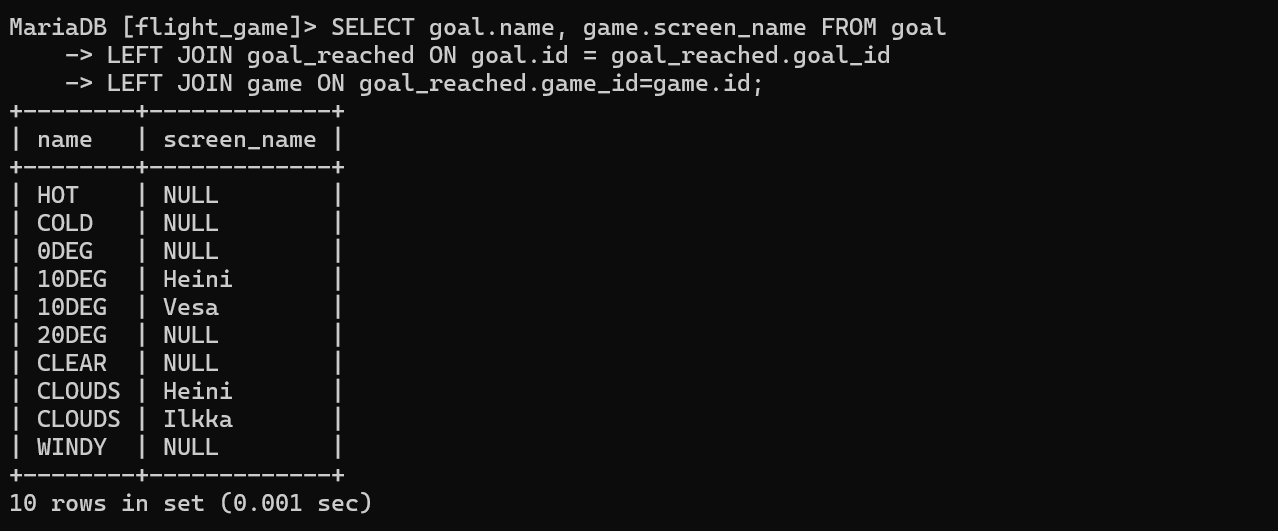 MariaDB [flight_game]> SELECT goal.name, game.screen_name FROM goal
    -> LEFT JOIN goal_reached ON goal.id = goal_reached.goal_id
    -> LEFT JOIN game ON goal_reached.game_id=game.id;
+--------+-------------+
| name   | screen_name |
+--------+-------------+
| HOT    | NULL        |
| COLD   | NULL        |
| 0DEG   | NULL        |
| 10DEG  | Heini       |
| 10DEG  | Vesa        |
| 20DEG  | NULL        |
| CLEAR  | NULL        |
| CLOUDS | Heini       |
| CLOUDS | Ilkka       |
| WINDY  | NULL        |
+--------+-------------+
10 rows in set (0.001 sec)